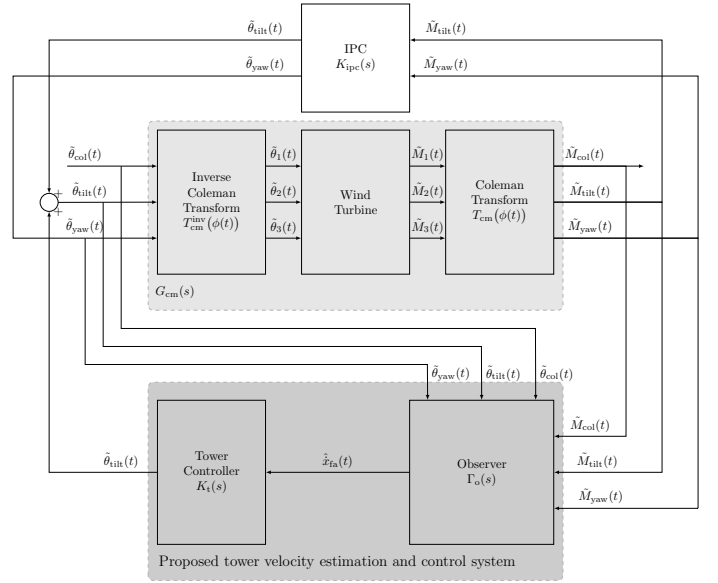 θ̃tilt(t)
IPC
Kipc(s)
M̃tilt(t)
θ̃yaw(t)
M̃yaw(t)
θ̃col(t)
θ̃tilt(t)
θ̃yaw(t)
+
+
Inverse
Coleman
Transform
T_cm^inv(ϕ(t))
θ̃1(t)
θ̃2(t)
θ̃3(t)
Wind
Turbine
M̃1(t)
M̃2(t)
M̃3(t)
Coleman
Transform
Tcm(ϕ(t))
M̃col(t)
M̃tilt(t)
M̃yaw(t)
Gcm(s)
θ̃yaw(t)
θ̃tilt(t)
θ̃col(t)
θ̃tilt(t)
Tower
Controller
Kt(s)
x̃̇̂fa(t)
Observer
Γo(s)
M̃col(t)
M̃tilt(t)
M̃yaw(t)
Proposed tower velocity estimation and control system